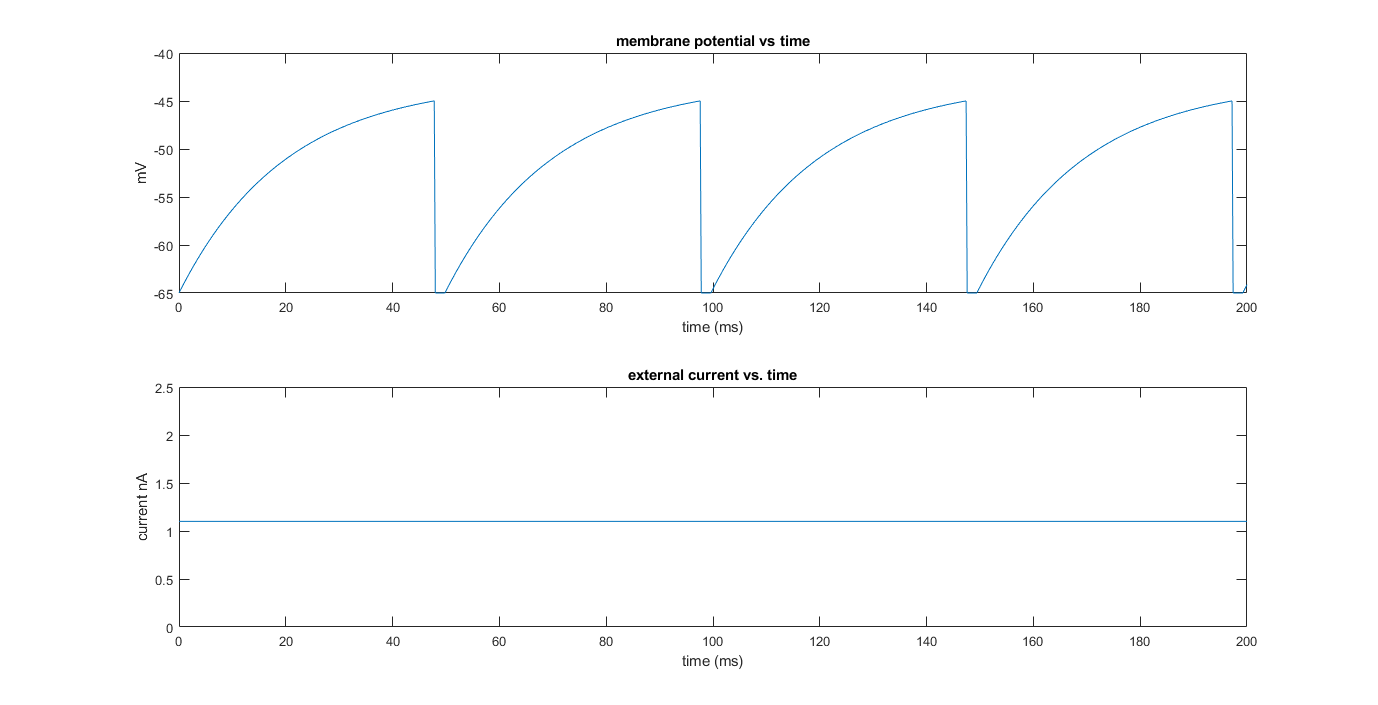 membrane potential vs time
-40
-45
-50
-55
-60
-65
mV
0 20 40 60 80 100 120 140 160 180 200
time (ms)
external current vs. time
2.5
2
1.5
1
0.5
0
current nA
0 20 40 60 80 100 120 140 160 180 200
time (ms)